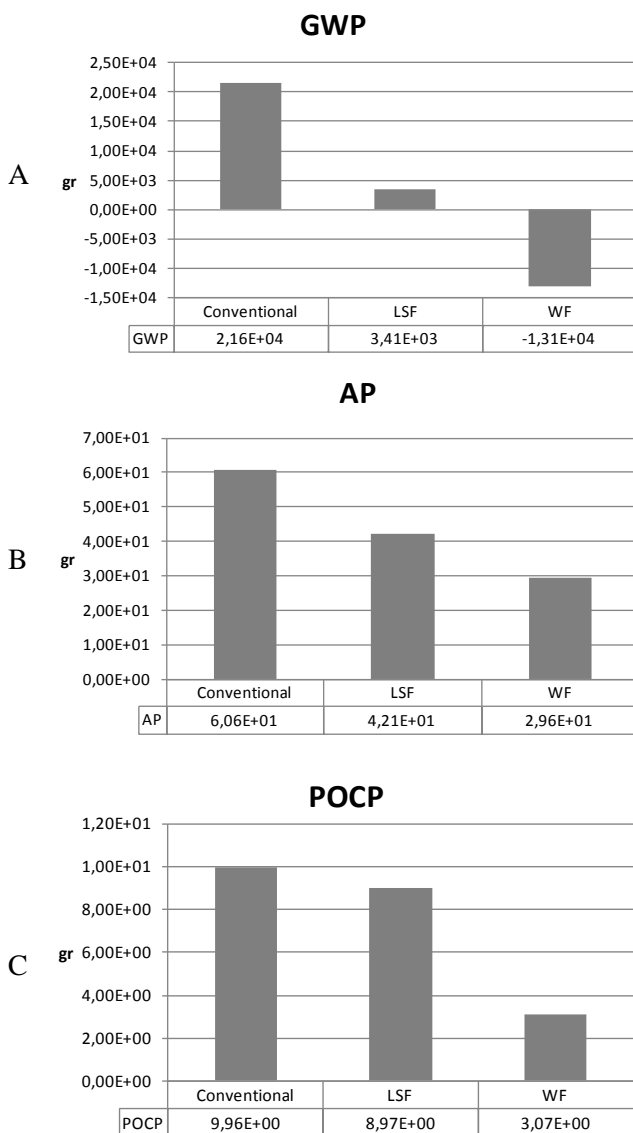 GWP
2,50E+04
2,00E+04
1,50E+04
1,00E+04
A
gr
5,00E+03
0,00E+00
-5,00E+03
-1,00E+04
-1,50E+04
Conventional LSF WF
GWP 2,16E+04 3,41E+03 -1,31E+04
AP
7,00E+01
6,00E+01
5,00E+01
4,00E+01
B
gr
3,00E+01
2,00E+01
1,00E+01
0,00E+00
Conventional LSF WF
AP 6,06E+01 4,21E+01 2,96E+01
POCP
1,20E+01
1,00E+01
8,00E+00
C
gr
6,00E+00
4,00E+00
2,00E+00
0,00E+00
Conventional LSF WF
POCP 9,96E+00 8,97E+00 3,07E+00